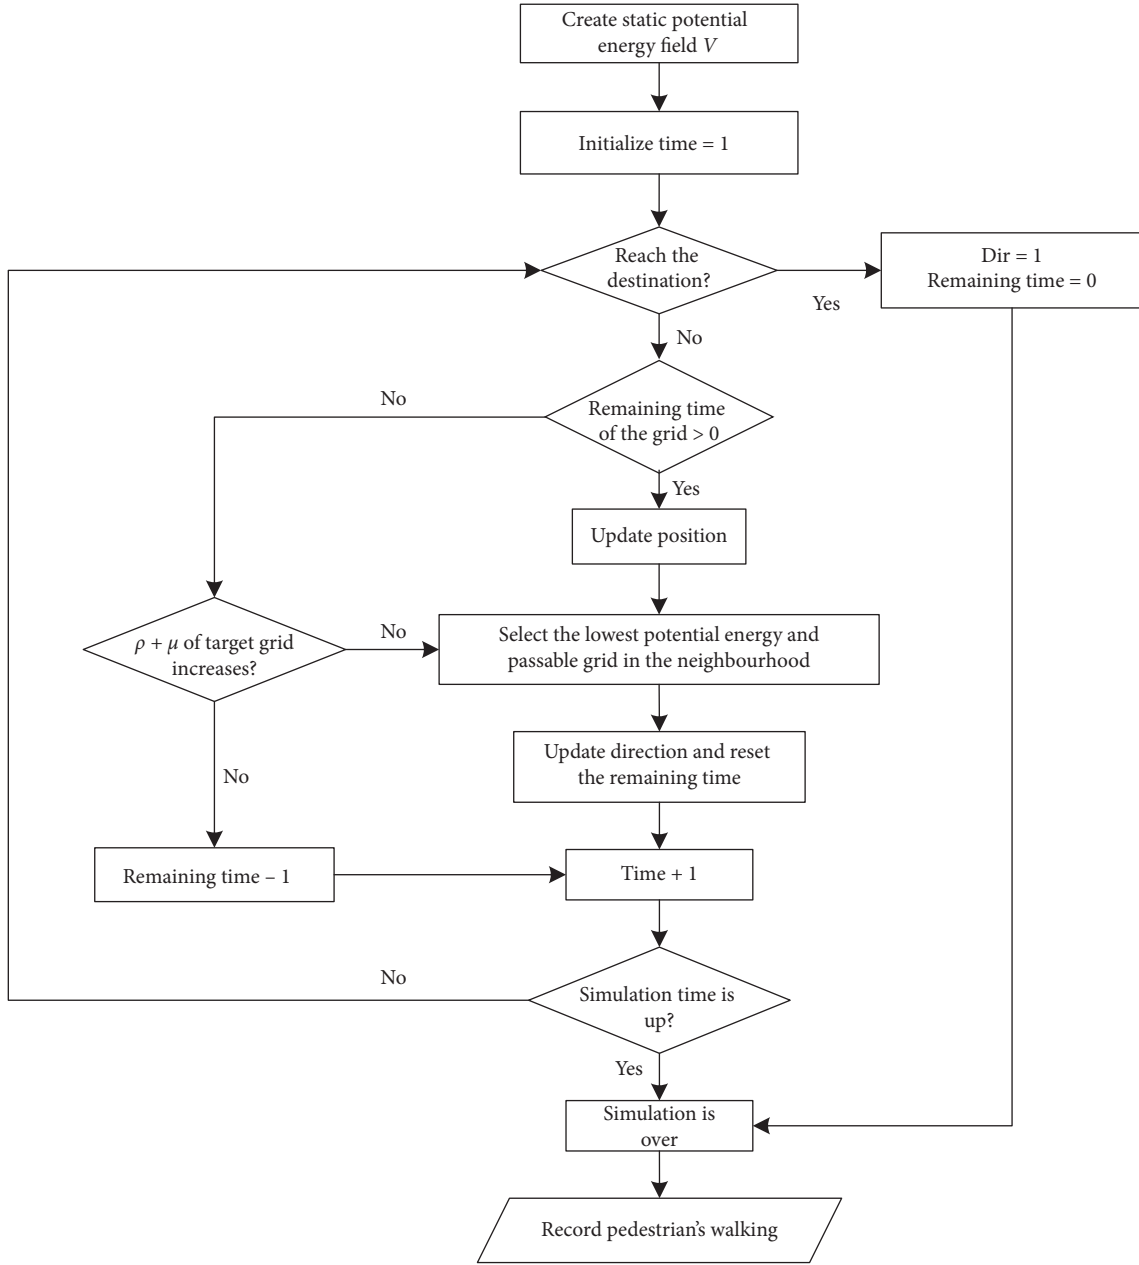 Create static potential
energy field V
Initialize time = 1
Reach the
destination?
Yes
Dir = 1
Remaining time = 0
No
Remaining time
of the grid > 0
No
Yes
Update position
ρ + μ of target grid
increases?
No
Select the lowest potential energy and
passable grid in the neighbourhood
No
Update direction and reset
the remaining time
Remaining time – 1
Time + 1
Simulation time is
up?
No
Yes
Simulation is
over
Record pedestrian's walking